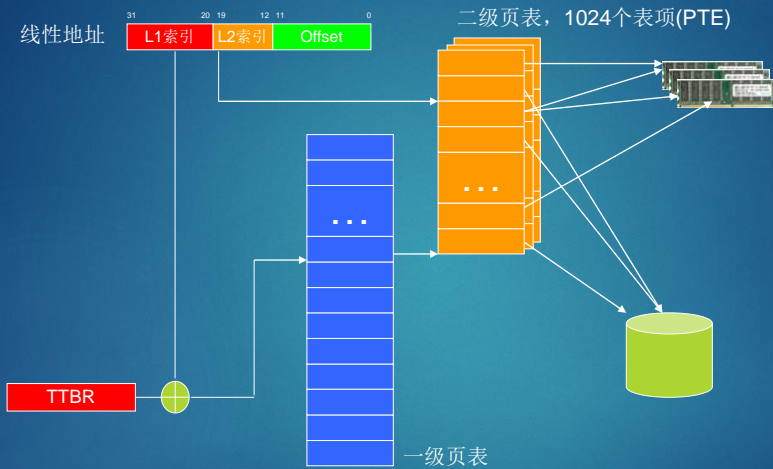 二级页表，1024个表项(PTE)
31 20 19 12 11 0
线性地址 L1索引 L2索引 Offset
...
...
TTBR
一级页表